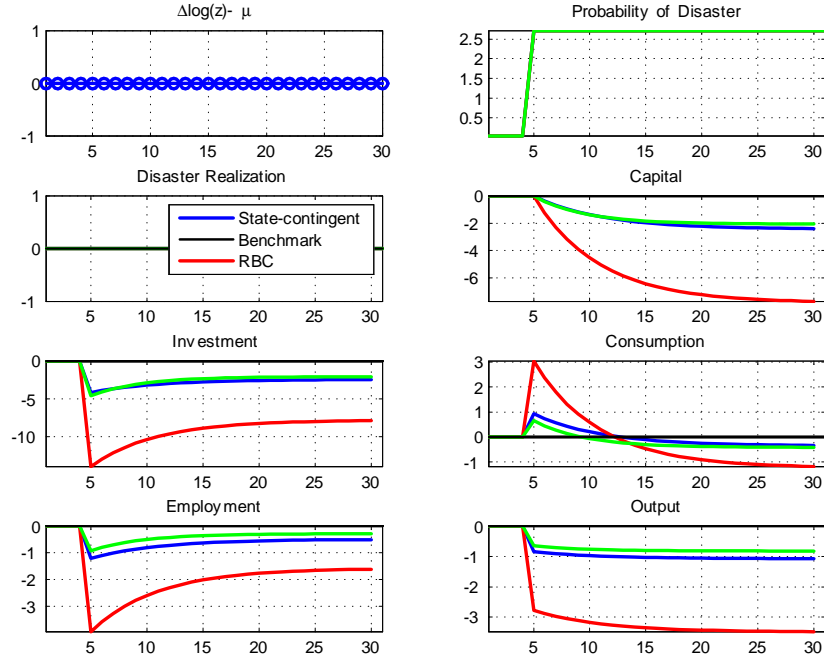 Δlog(z)- μ
1
0
-1
5 10 15 20 25 30
Probability of Disaster
2.5
2
1.5
1
0.5
5 10 15 20 25 30
Disaster Realization
1
0
-1
5 10 15 20 25 30
State-contingent
Benchmark
RBC
Capital
0
-2
-4
-6
5 10 15 20 25 30
Investment
0
-5
-10
5 10 15 20 25 30
Consumption
3
2
1
0
-1
5 10 15 20 25 30
Employment
0
-1
-2
-3
5 10 15 20 25 30
Output
0
-1
-2
-3
5 10 15 20 25 30